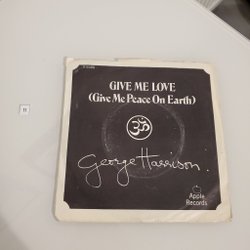 GIVE ME LOVE
(Give Me Peace On Earth)
ॐ
George Harrison.
Apple
Records